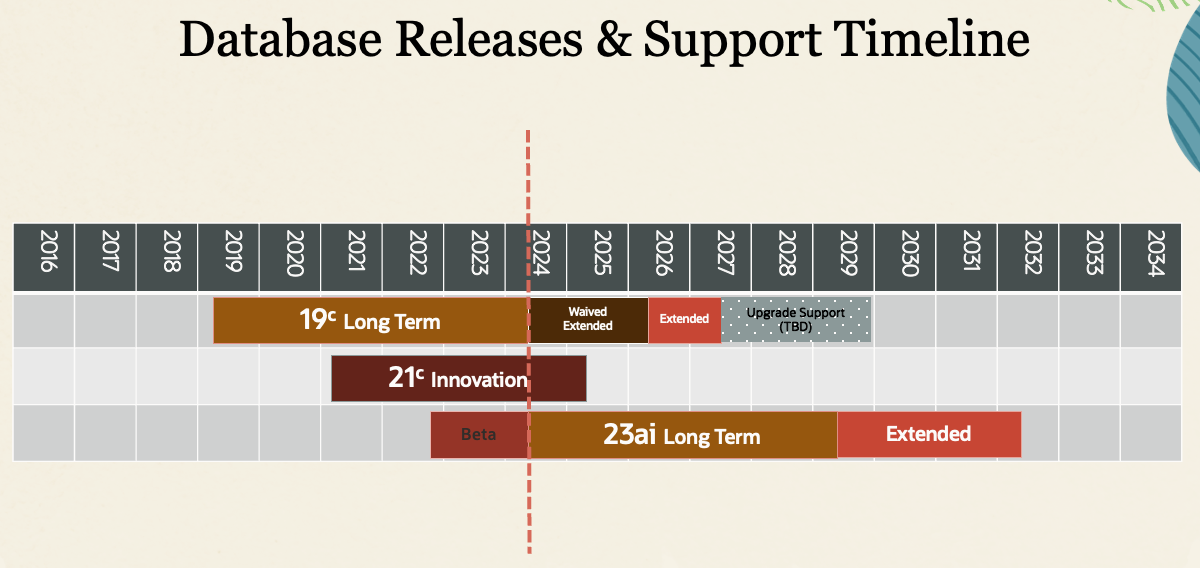 Database Releases & Support Timeline
2016
2017
2018
2019
2020
2021
2022
2023
2024
2025
2026
2027
2028
2029
2030
2031
2032
2033
2034
19c Long Term
Waived
Extended
Extended
Upgrade Support
(TBD)
21c Innovation
Beta
23ai Long Term
Extended